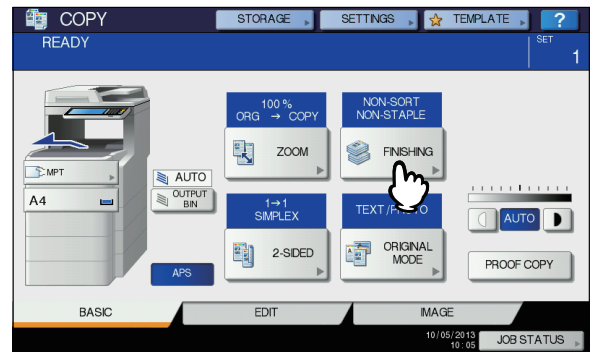 COPY
STORAGE
SETTINGS
TEMPLATE
?
READY
SET
1
100 %
ORG → COPY
NON-SORT
NON-STAPLE
ZOOM
FINISHING
MPT
A4
AUTO
OUTPUT
BIN
1→1
SIMPLEX
2-SIDED
ORIGINAL
MODE
AUTO
APS
PROOF COPY
BASIC
EDIT
IMAGE
10/05/2013
10:05
JOB STATUS